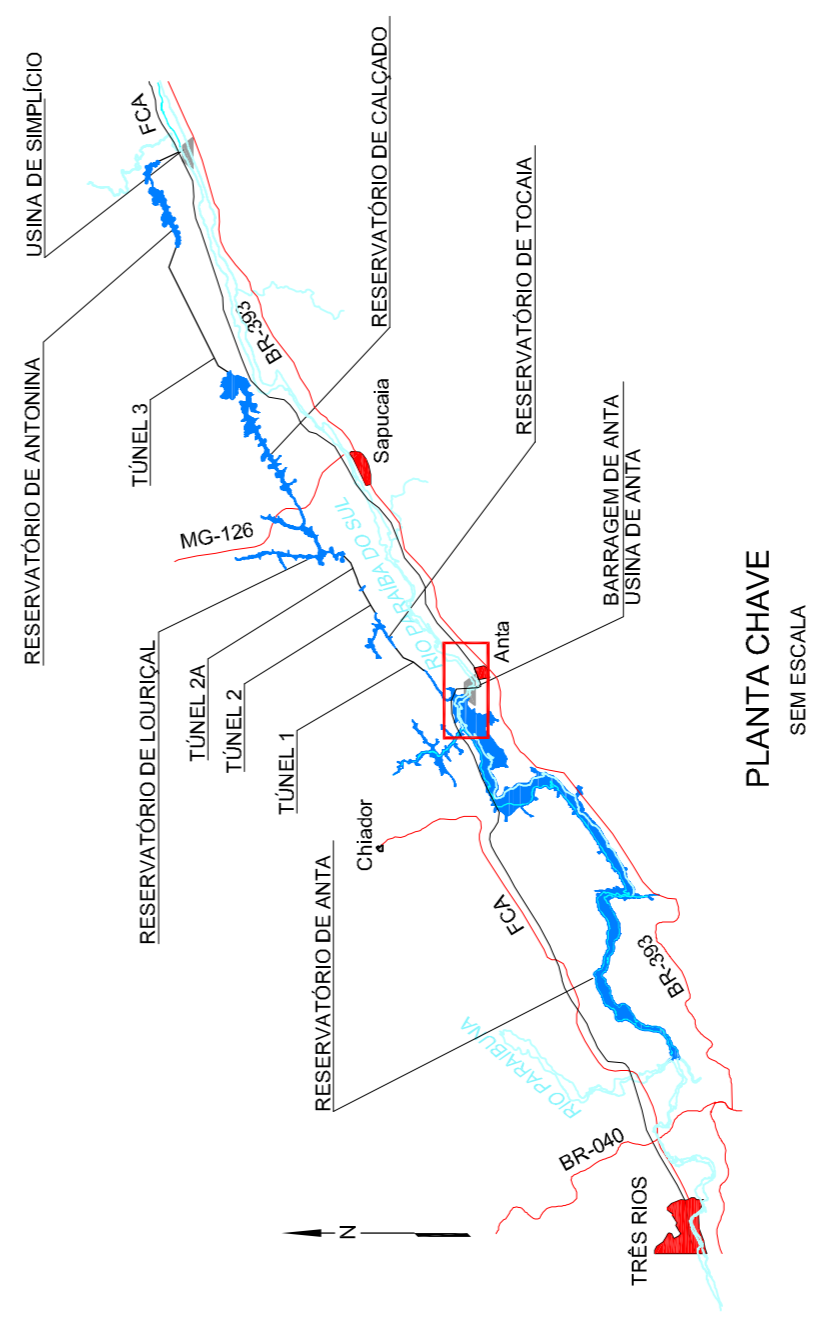 USINA DE SIMPLÍCIO
FCA
RESERVATÓRIO DE CALÇADO
RESERVATÓRIO DE ANTONINA
TÚNEL 3
BR-393
RESERVATÓRIO DE TOCAIA
Sapucaia
MG-126
RIO PARAÍBA DO SUL
RESERVATÓRIO DE LOURIÇAL
TÚNEL 2A
TÚNEL 2
TÚNEL 1
BARRAGEM DE ANTA
USINA DE ANTA
Anta
Chiador
RESERVATÓRIO DE ANTA
FCA
BR-393
RIO PARAIBUNA
BR-040
TRÊS RIOS
N
PLANTA CHAVE
SEM ESCALA